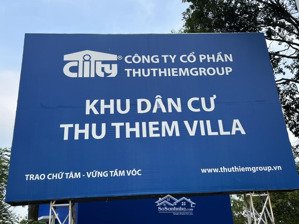 City®
CÔNG TY CỔ PHẦN
THUTHIEMGROUP
KHU DÂN CƯ
THU THIEM VILLA
TRAO CHỮ TÂM - VỮNG TẦM VÓC
www.thuthiemgroup.vn